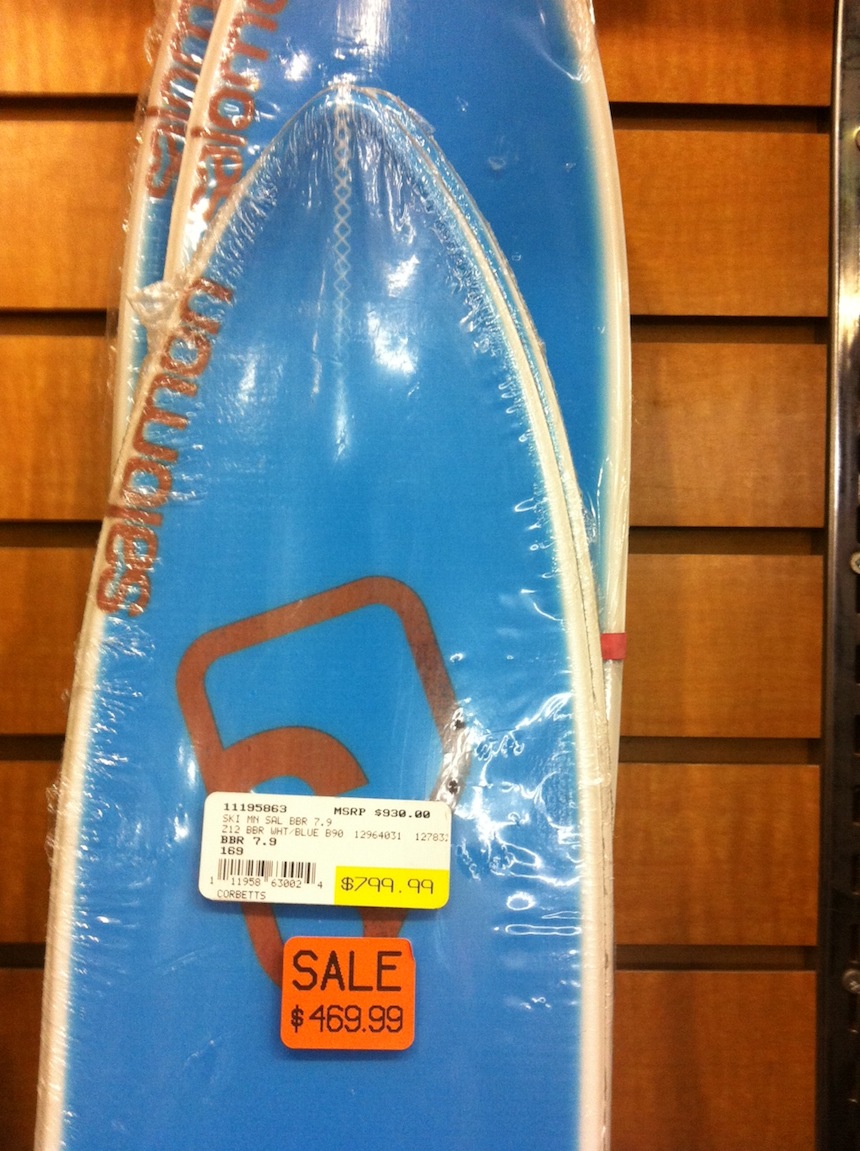 salomon
salomon
salomon
11195863 MSRP $930.00
SKI MN SAL BBR 7.9
Z12 BBR WHT/BLUE B90 12964031
BBR 7.9
169
1 11958 63002 4
CORBETTS
$799.99
SALE
$469.99